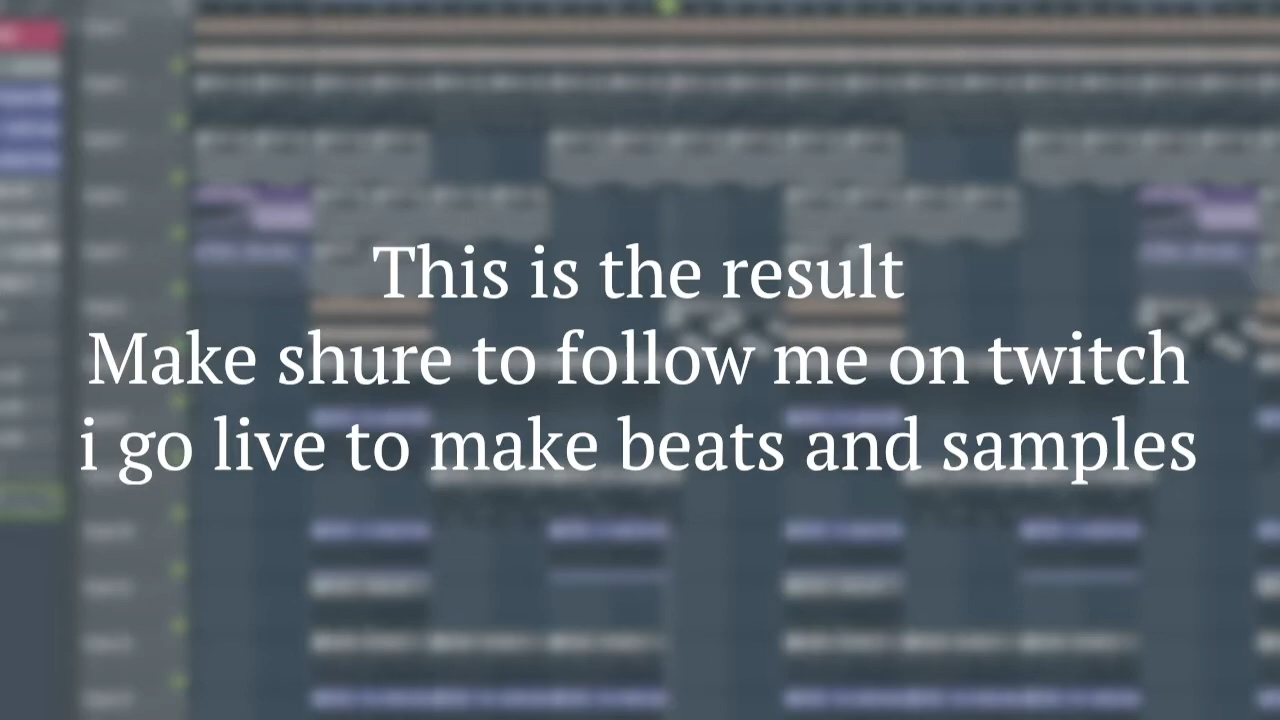 This is the result
Make shure to follow me on twitch
i go live to make beats and samples